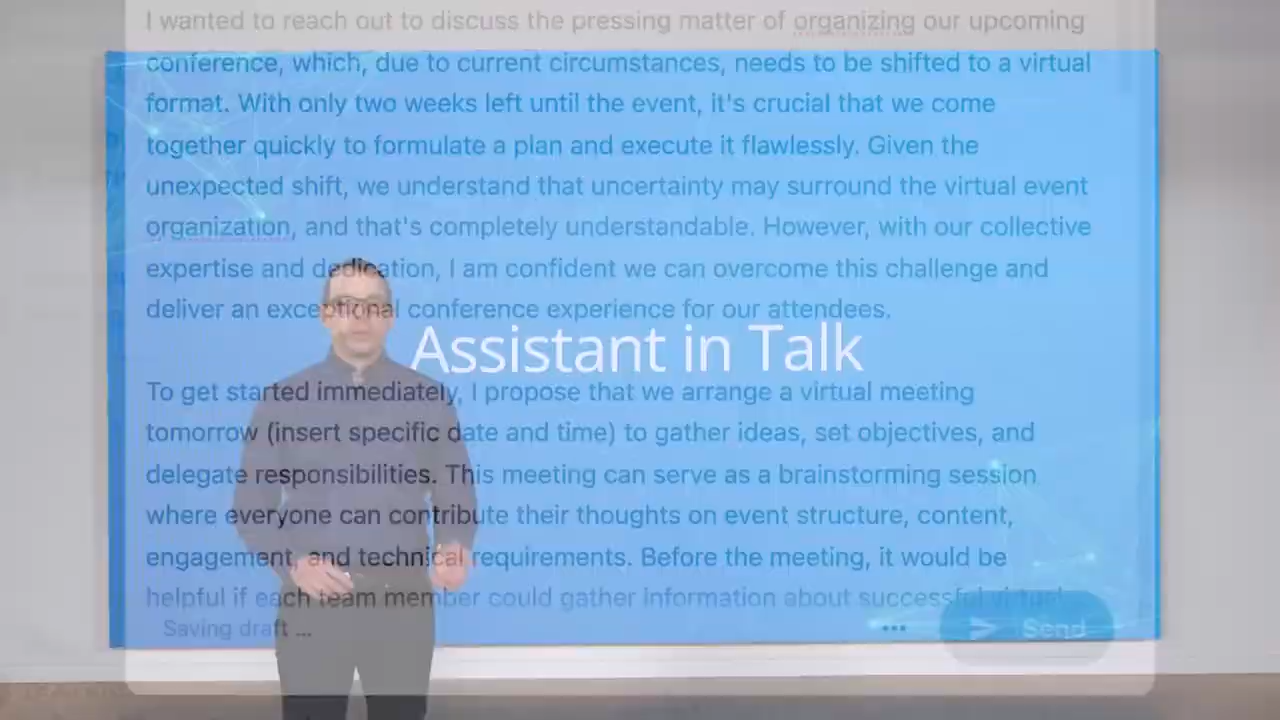 I wanted to reach out to discuss the pressing matter of organizing our upcoming
conference, which, due to current circumstances, needs to be shifted to a virtual
format. With only two weeks left until the event, it's crucial that we come
together quickly to formulate a plan and execute it flawlessly. Given the
unexpected shift, we understand that uncertainty may surround the virtual event
organization, and that's completely understandable. However, with our collective
expertise and dedication, I am confident we can overcome this challenge and
deliver an exceptional conference experience for our attendees.
Assistant in Talk
To get started immediately, I propose that we arrange a virtual meeting
tomorrow (insert specific date and time) to gather ideas, set objectives, and
delegate responsibilities. This meeting can serve as a brainstorming session
where everyone can contribute their thoughts on event structure, content,
engagement, and technical requirements. Before the meeting, it would be
helpful if each team member could gather information about successful virtual
Saving draft ...
Send